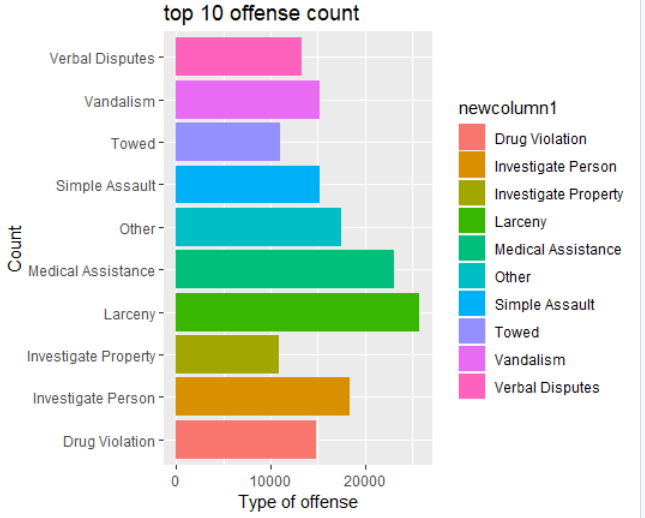 top 10 offense count
Verbal Disputes
Vandalism
Towed
Simple Assault
Other
Medical Assistance
Larceny
Investigate Property
Investigate Person
Drug Violation
Count
0 10000 20000
Type of offense
newcolumn1
Drug Violation
Investigate Person
Investigate Property
Larceny
Medical Assistance
Other
Simple Assault
Towed
Vandalism
Verbal Disputes